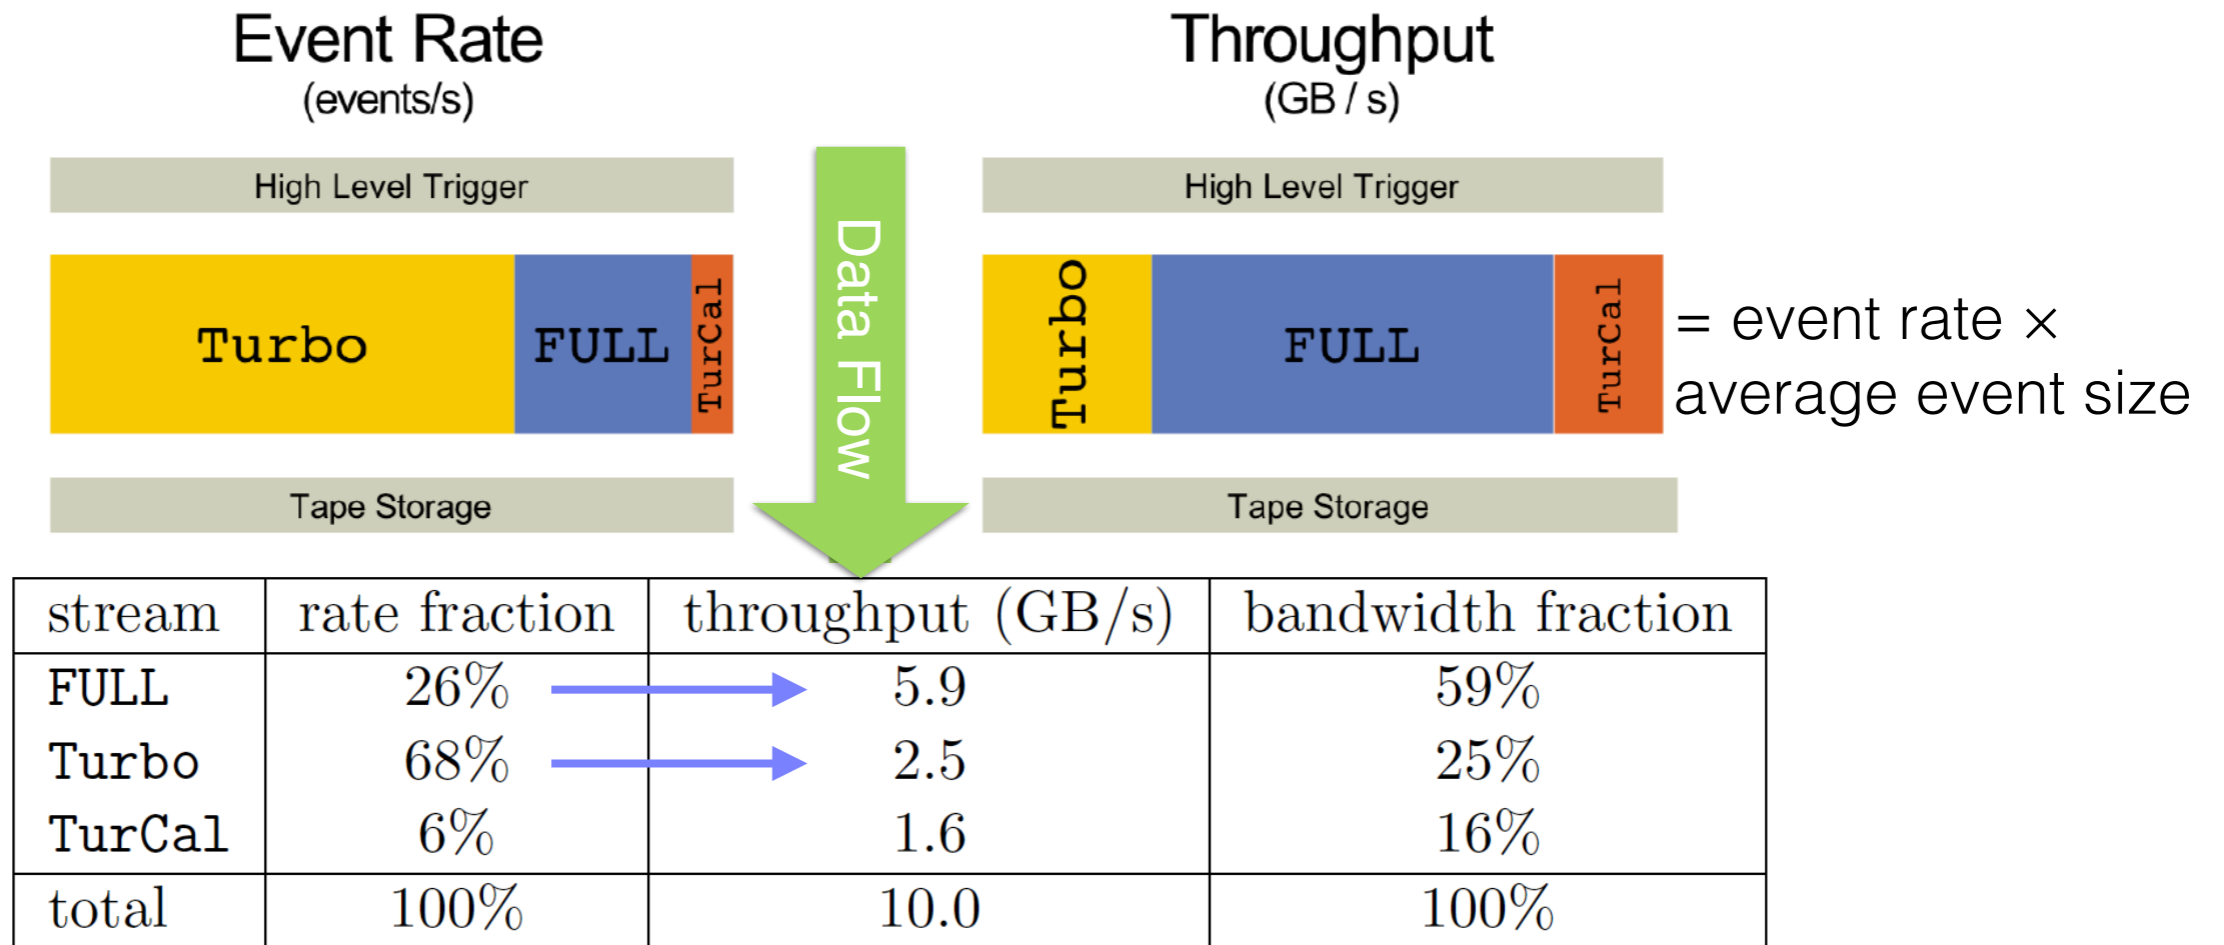 Event Rate
(events/s)
High Level Trigger
Turbo FULL TurCal
Tape Storage
Data Flow
Throughput
(GB / s)
High Level Trigger
Turbo FULL TurCal
= event rate ×
average event size
Tape Storage
stream rate fraction throughput (GB/s) bandwidth fraction
FULL 26% 5.9 59%
Turbo 68% 2.5 25%
TurCal 6% 1.6 16%
total 100% 10.0 100%